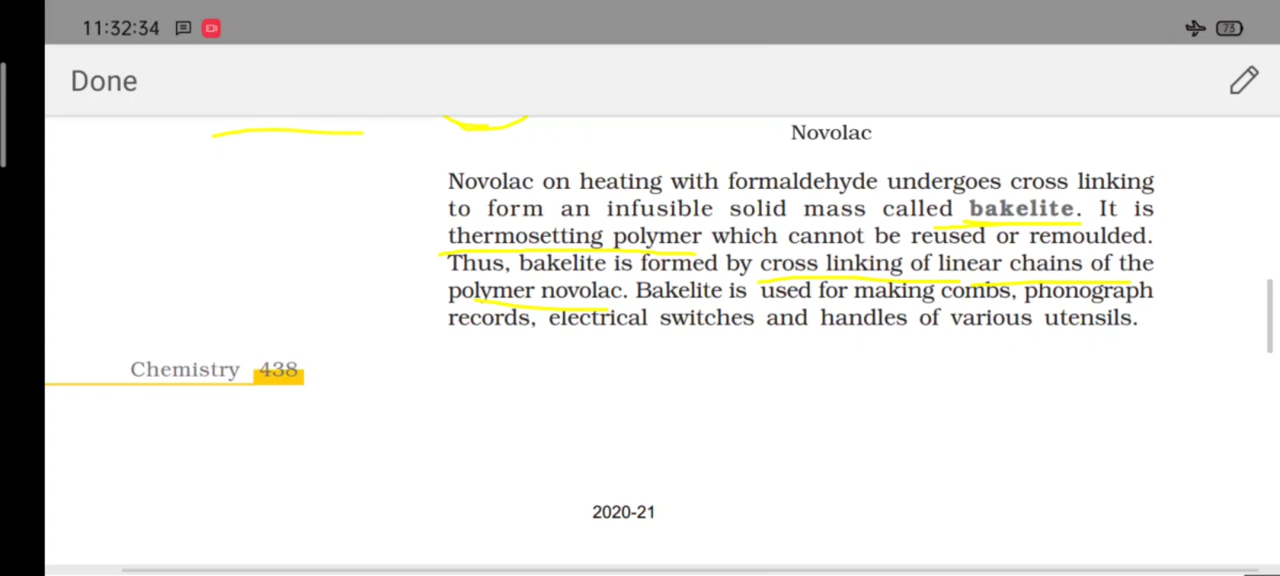 11:32:34
73
Done
Novolac
Novolac on heating with formaldehyde undergoes cross linking
to form an infusible solid mass called bakelite. It is
thermosetting polymer which cannot be reused or remoulded.
Thus, bakelite is formed by cross linking of linear chains of the
polymer novolac. Bakelite is used for making combs, phonograph
records, electrical switches and handles of various utensils.
Chemistry 438
2020-21